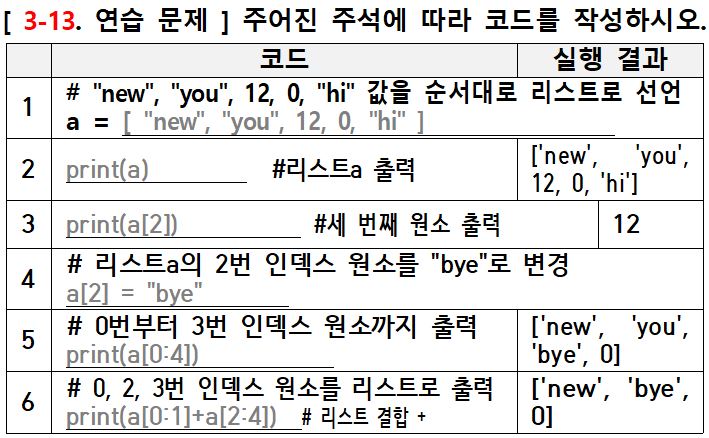 [ 3-13. 연습 문제 ] 주어진 주석에 따라 코드를 작성하시오.
코드 실행 결과
1 # "new", "you", 12, 0, "hi" 값을 순서대로 리스트로 선언
a = [ "new", "you", 12, 0, "hi" ]
2 print(a) #리스트a 출력 ['new', 'you',
12, 0, 'hi']
3 print(a[2]) #세 번째 원소 출력 12
4 # 리스트a의 2번 인덱스 원소를 "bye"로 변경
a[2] = "bye"
5 # 0번부터 3번 인덱스 원소까지 출력 ['new', 'you',
print(a[0:4]) 'bye', 0]
6 # 0, 2, 3번 인덱스 원소를 리스트로 출력 ['new', 'bye',
print(a[0:1]+a[2:4]) # 리스트 결합 + 0]